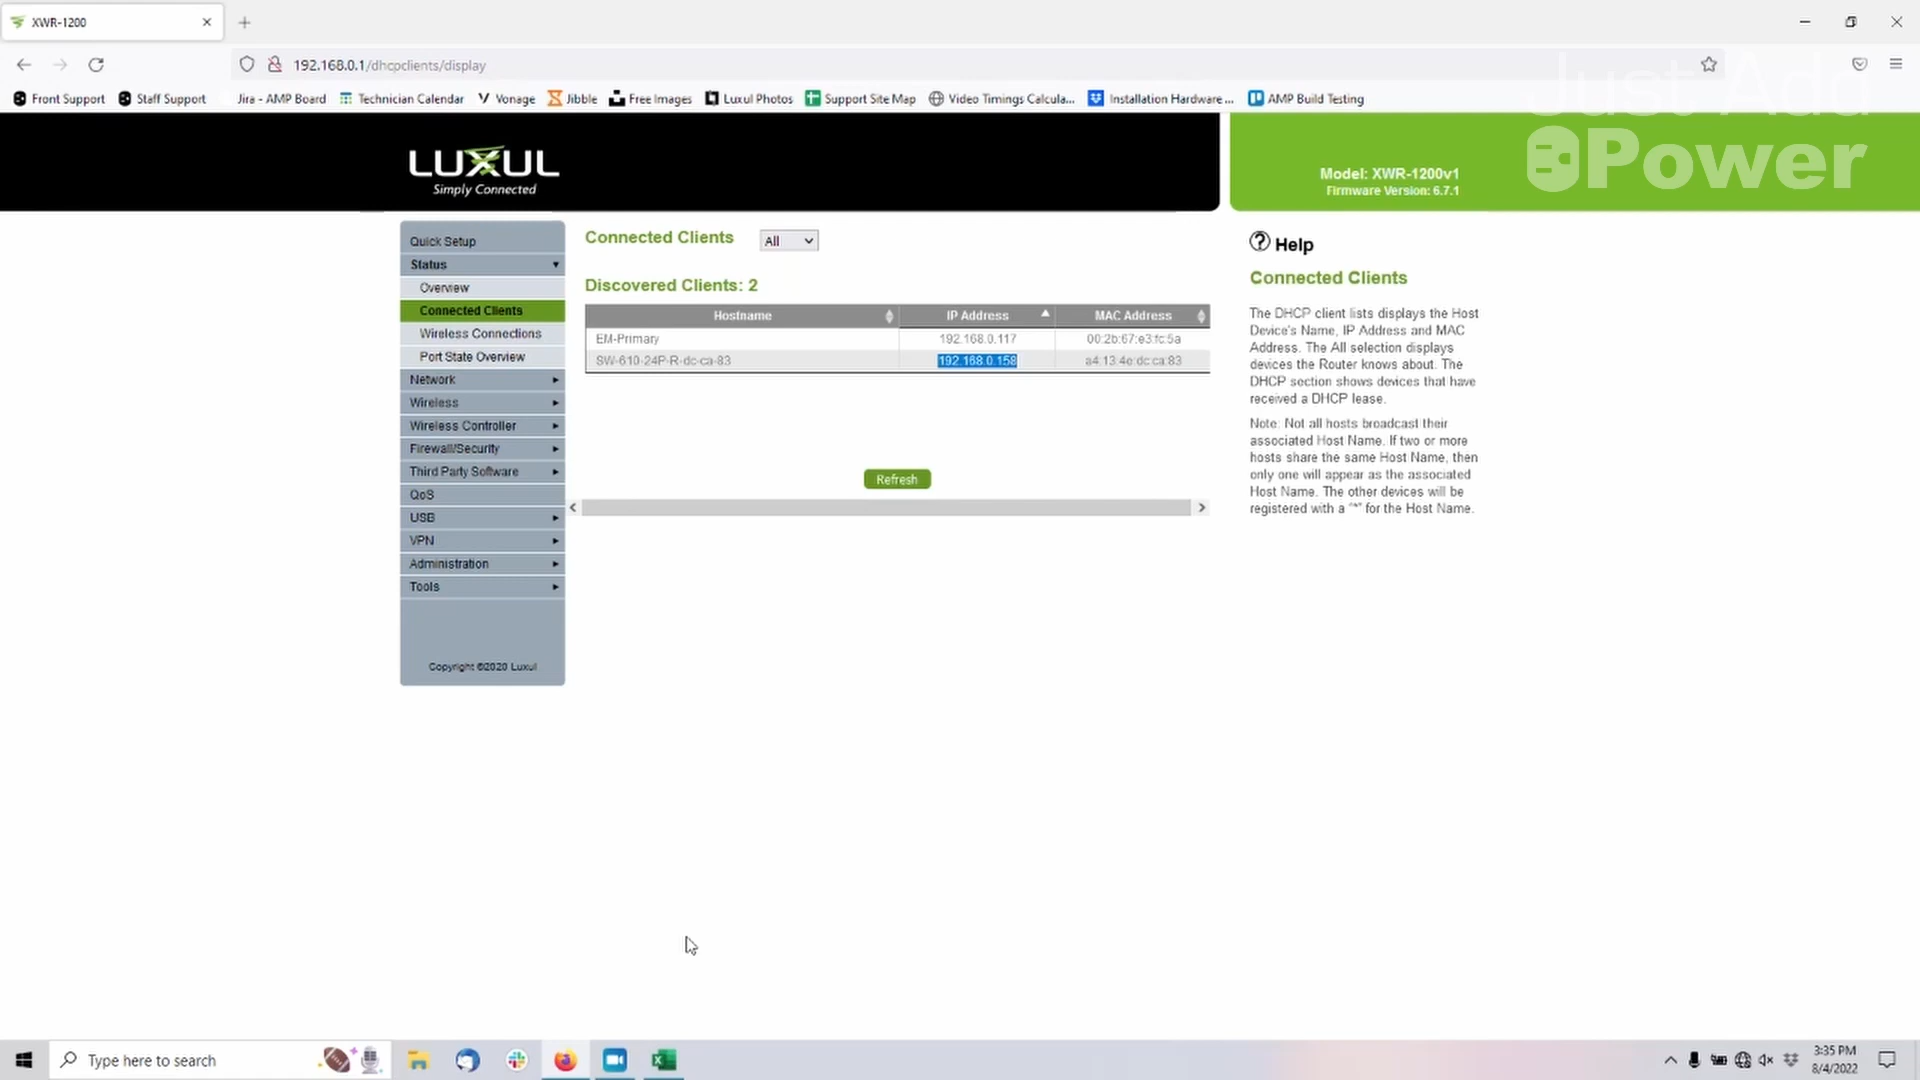 XWR-1200
192.168.0.1/dhcpclients/display
Front Support
Staff Support
Jira - AMP Board
Technician Calendar
Vonage
Jibble
Free Images
Luxul Photos
Support Site Map
Video Timings Calcula...
Installation Hardware ...
AMP Build Testing
Just Add
Power
LUXUL
Simply Connected
Model: XWR-1200v1
Firmware Version: 6.7.1
Quick Setup
Status
Overview
Connected Clients
Wireless Connections
Port State Overview
Network
Wireless
Wireless Controller
Firewall/Security
Third Party Software
QoS
USB
VPN
Administration
Tools
Copyright ©2020 Luxul
Connected Clients
All
Discovered Clients: 2
Hostname IP Address MAC Address
EM-Primary 192.168.0.117 00:2b:67:e3:fc:5a
SW-610-24P-R-dc-ca-83 192.168.0.158 a4:13:4e:dc:ca:83
Refresh
Help
Connected Clients
The DHCP client lists displays the Host
Device's Name, IP Address and MAC
Address. The All selection displays
devices the Router knows about. The
DHCP section shows devices that have
received a DHCP lease.
Note: Not all hosts broadcast their
associated Host Name. If two or more
hosts share the same Host Name, then
only one will appear as the associated
Host Name. The other devices will be
registered with a "*" for the Host Name.
Type here to search
3:35 PM
8/4/2022